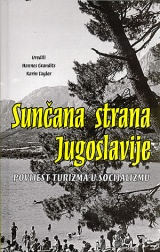 Uredili
Hannes Grandits
Karin Taylor
Sunčana strana
Jugoslavije
POVIJEST TURIZMA U SOCIJALIZMU